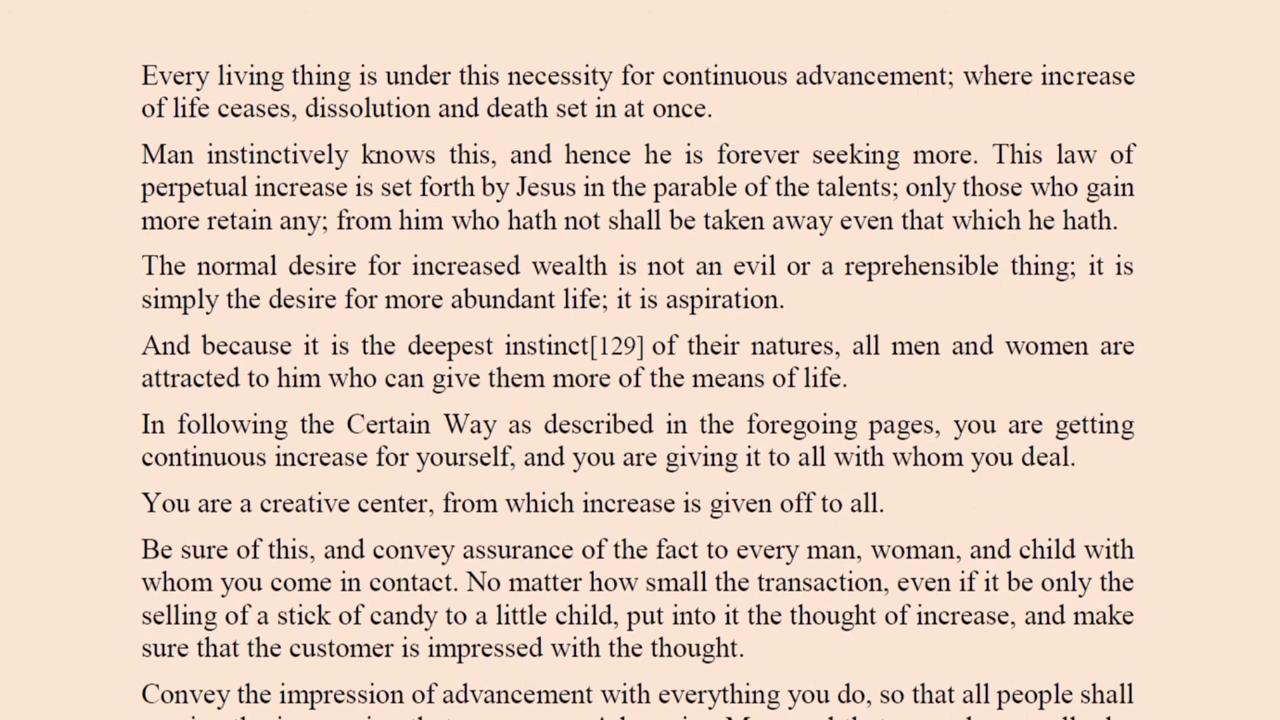 Every living thing is under this necessity for continuous advancement; where increase
of life ceases, dissolution and death set in at once.
Man instinctively knows this, and hence he is forever seeking more. This law of
perpetual increase is set forth by Jesus in the parable of the talents; only those who gain
more retain any; from him who hath not shall be taken away even that which he hath.
The normal desire for increased wealth is not an evil or a reprehensible thing; it is
simply the desire for more abundant life; it is aspiration.
And because it is the deepest instinct[129] of their natures, all men and women are
attracted to him who can give them more of the means of life.
In following the Certain Way as described in the foregoing pages, you are getting
continuous increase for yourself, and you are giving it to all with whom you deal.
You are a creative center, from which increase is given off to all.
Be sure of this, and convey assurance of the fact to every man, woman, and child with
whom you come in contact. No matter how small the transaction, even if it be only the
selling of a stick of candy to a little child, put into it the thought of increase, and make
sure that the customer is impressed with the thought.
Convey the impression of advancement with everything you do, so that all people shall